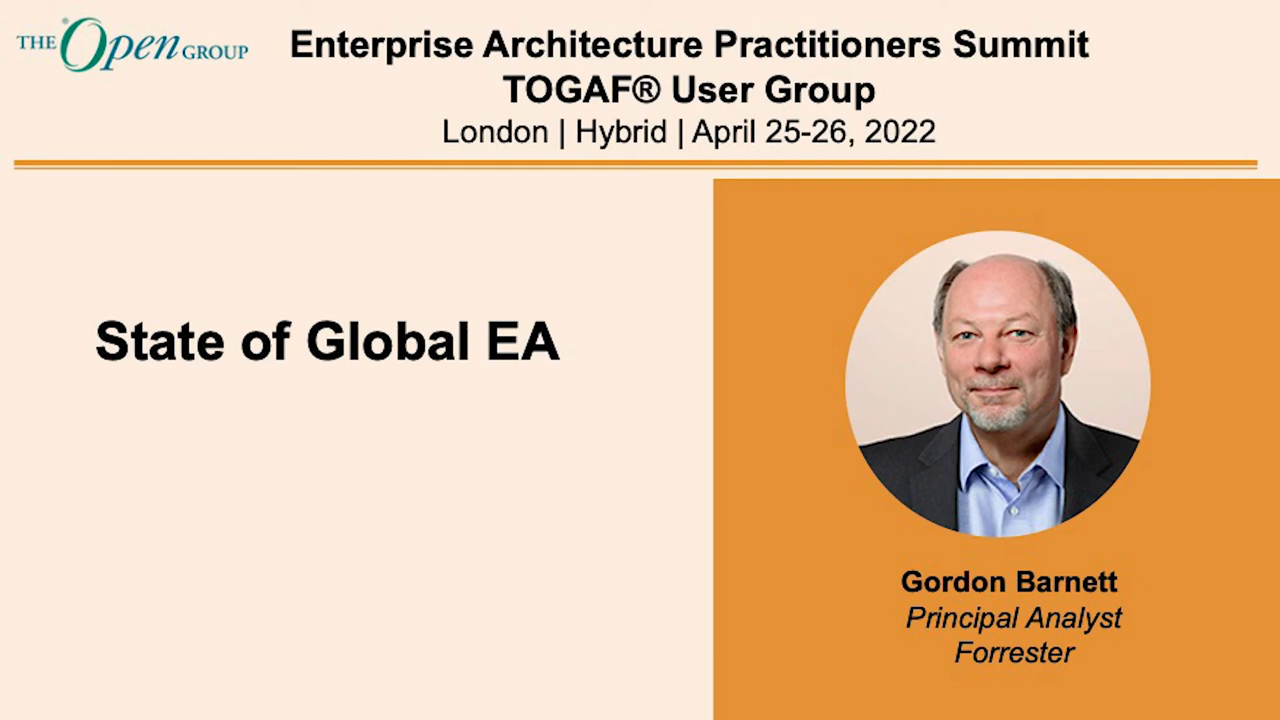 THE Open GROUP
Enterprise Architecture Practitioners Summit
TOGAF® User Group
London | Hybrid | April 25-26, 2022
State of Global EA
Gordon Barnett
Principal Analyst
Forrester